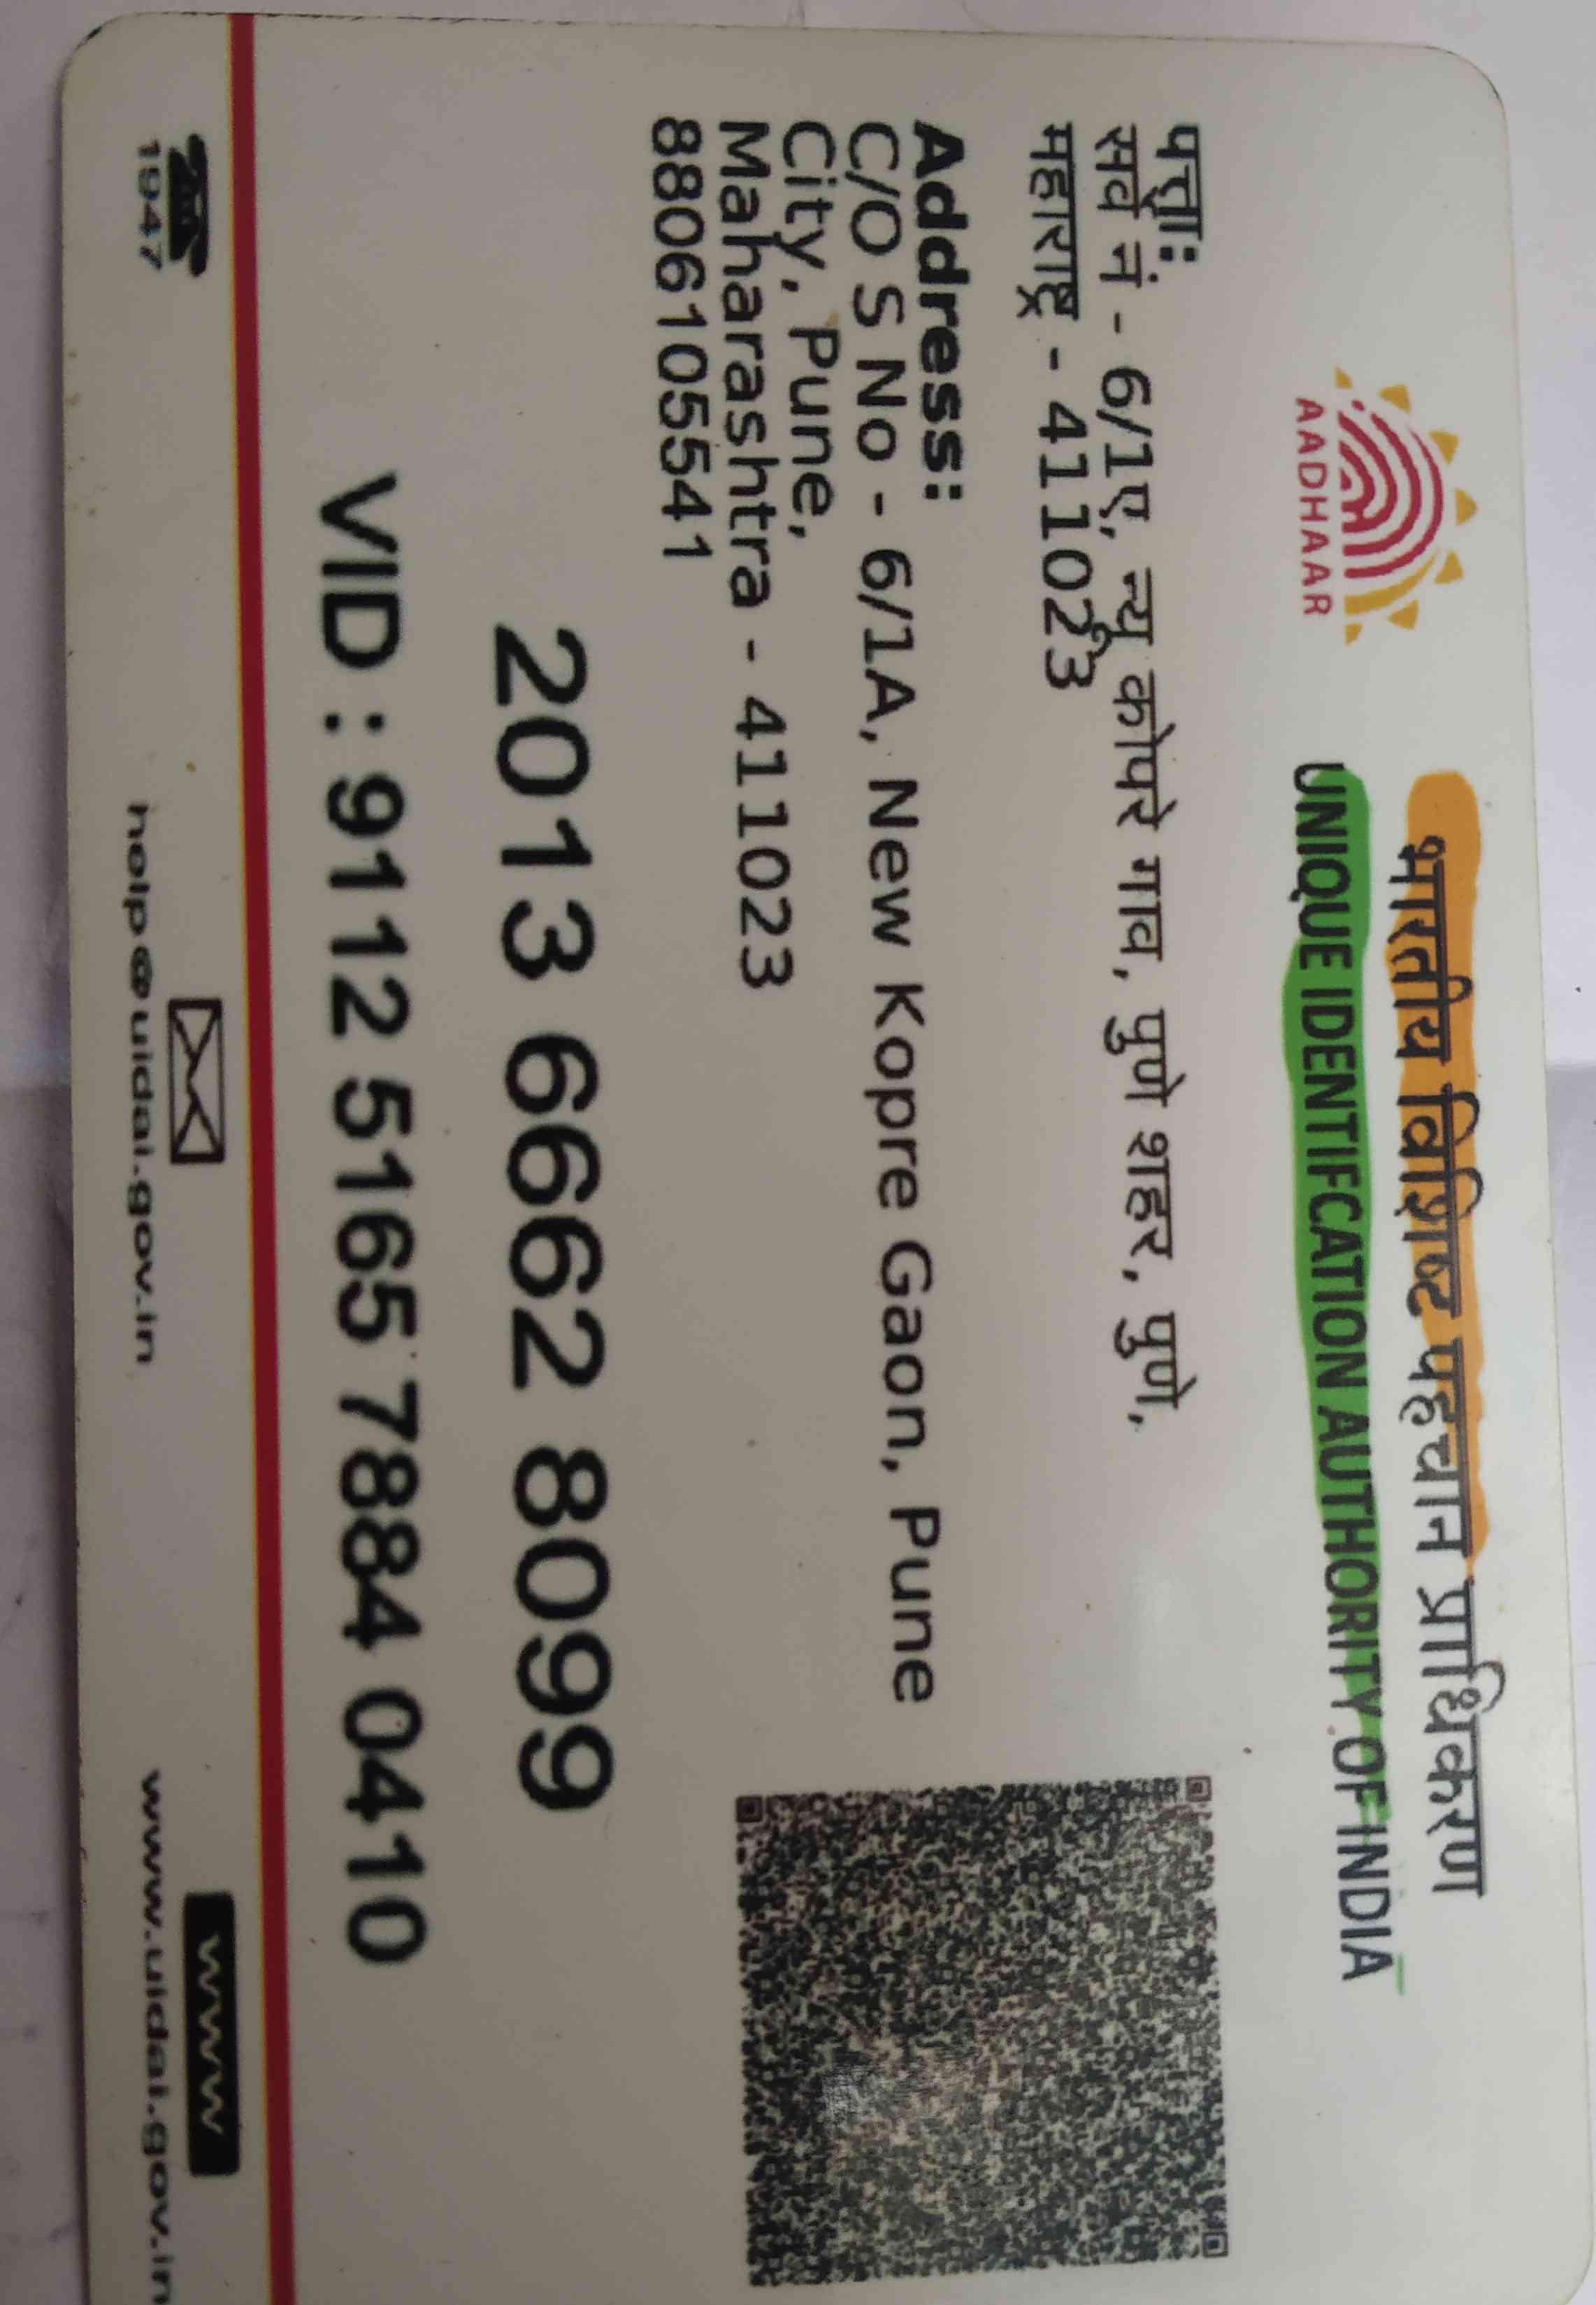 भारतीय विशिष्ट पहचान प्राधिकरण
UNIQUE IDENTIFCATION AUTHORITY OF INDIA
AADHAAR
पत्ता:
सर्वे नं - 6/1ए, न्यु कोपरे गाव, पुणे शहर, पुणे,
महाराष्ट्र - 411023
Address:
C/O S No - 6/1A, New Kopre Gaon, Pune
City, Pune,
Maharashtra - 411023
8806105541
2013 6662 8099
VID : 9112 5165 7884 0410
1947
help@uidai.gov.in
www
www.uidai.gov.in